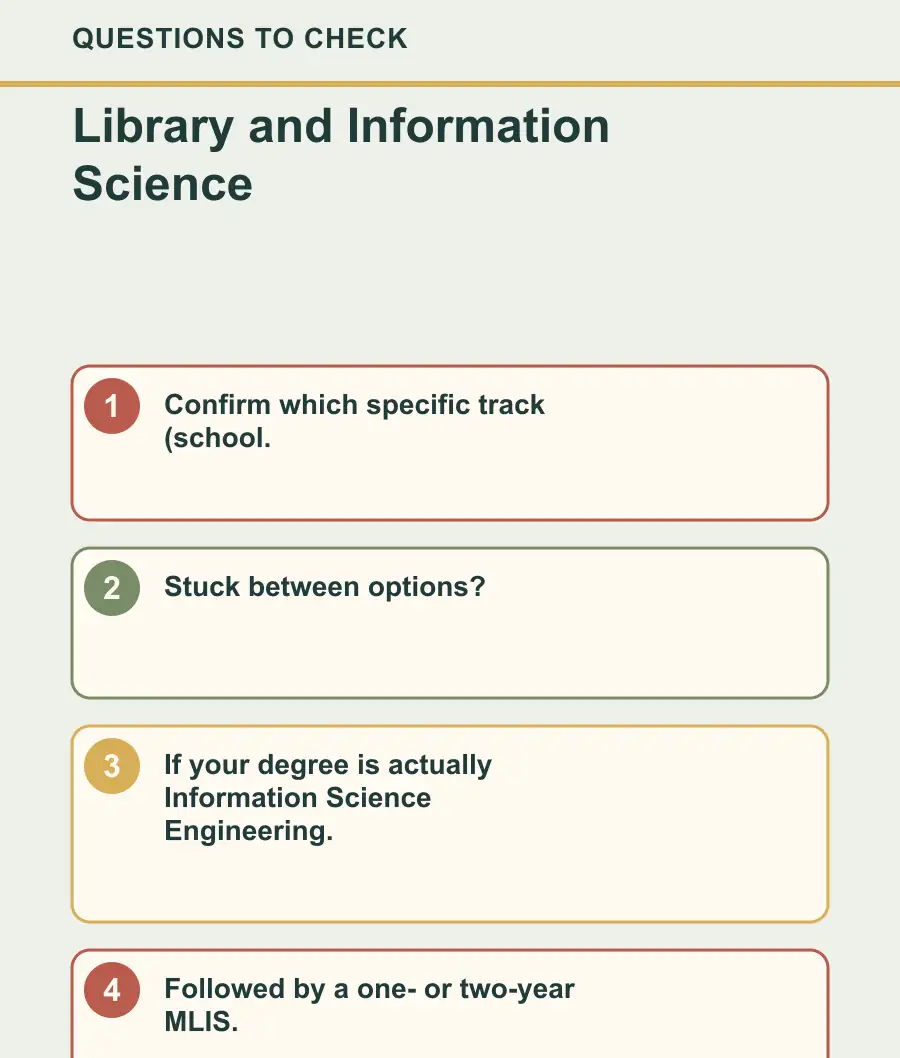 QUESTIONS TO CHECK
Library and Information
Science
1
Confirm which specific track
(school.
2
Stuck between options?
3
If your degree is actually
Information Science
Engineering.
4
Followed by a one- or two-year
MLIS.